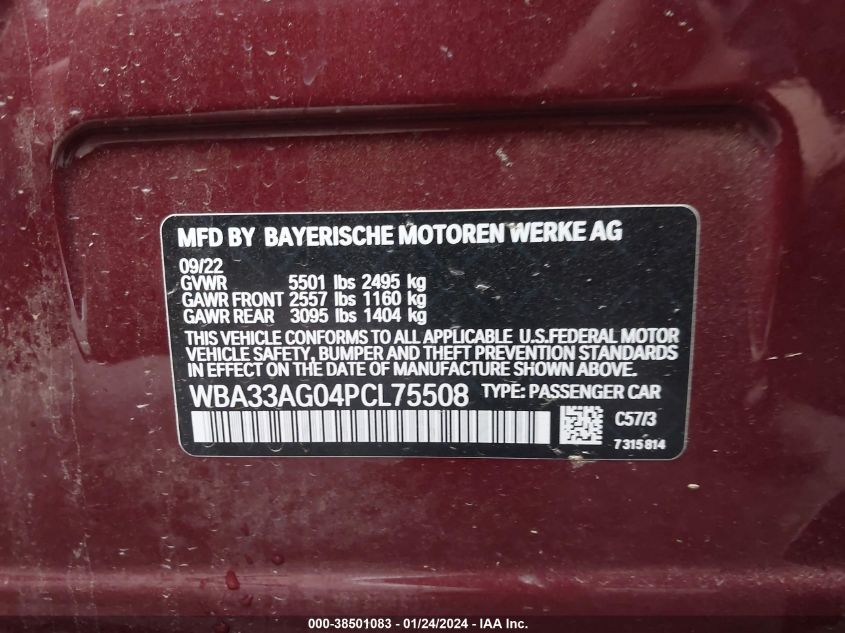 MFD BY BAYERISCHE MOTOREN WERKE AG
09/22
GVWR 5501 lbs 2495 kg
GAWR FRONT 2557 lbs 1160 kg
GAWR REAR 3095 lbs 1404 kg
THIS VEHICLE CONFORMS TO ALL APPLICABLE U.S.FEDERAL MOTOR
VEHICLE SAFETY, BUMPER AND THEFT PREVENTION STANDARDS
IN EFFECT ON THE DATE OF MANUFACTURE SHOWN ABOVE.
WBA33AG04PCL75508 TYPE: PASSENGER CAR
C57/3
7315814
000-38501083 - 01/24/2024 - IAA Inc.